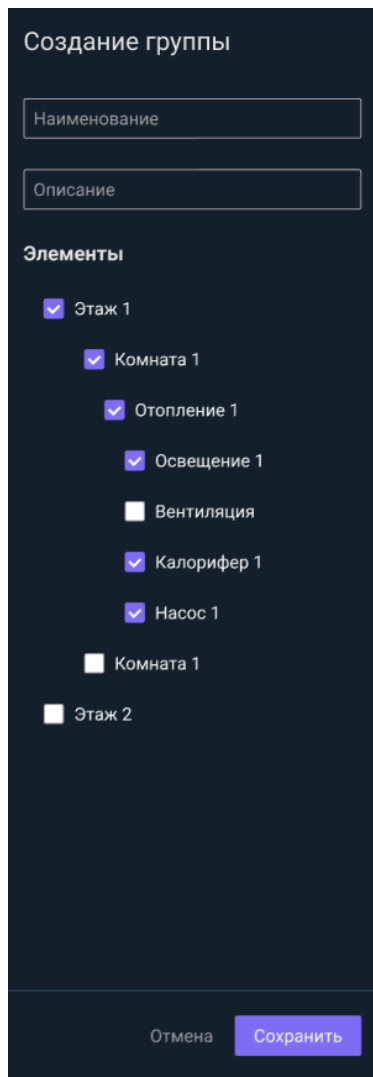 Создание группы
Наименование
Описание
Элементы
Этаж 1
Комната 1
Отопление 1
Освещение 1
Вентиляция
Калорифер 1
Насос 1
Комната 1
Этаж 2
Отмена Сохранить